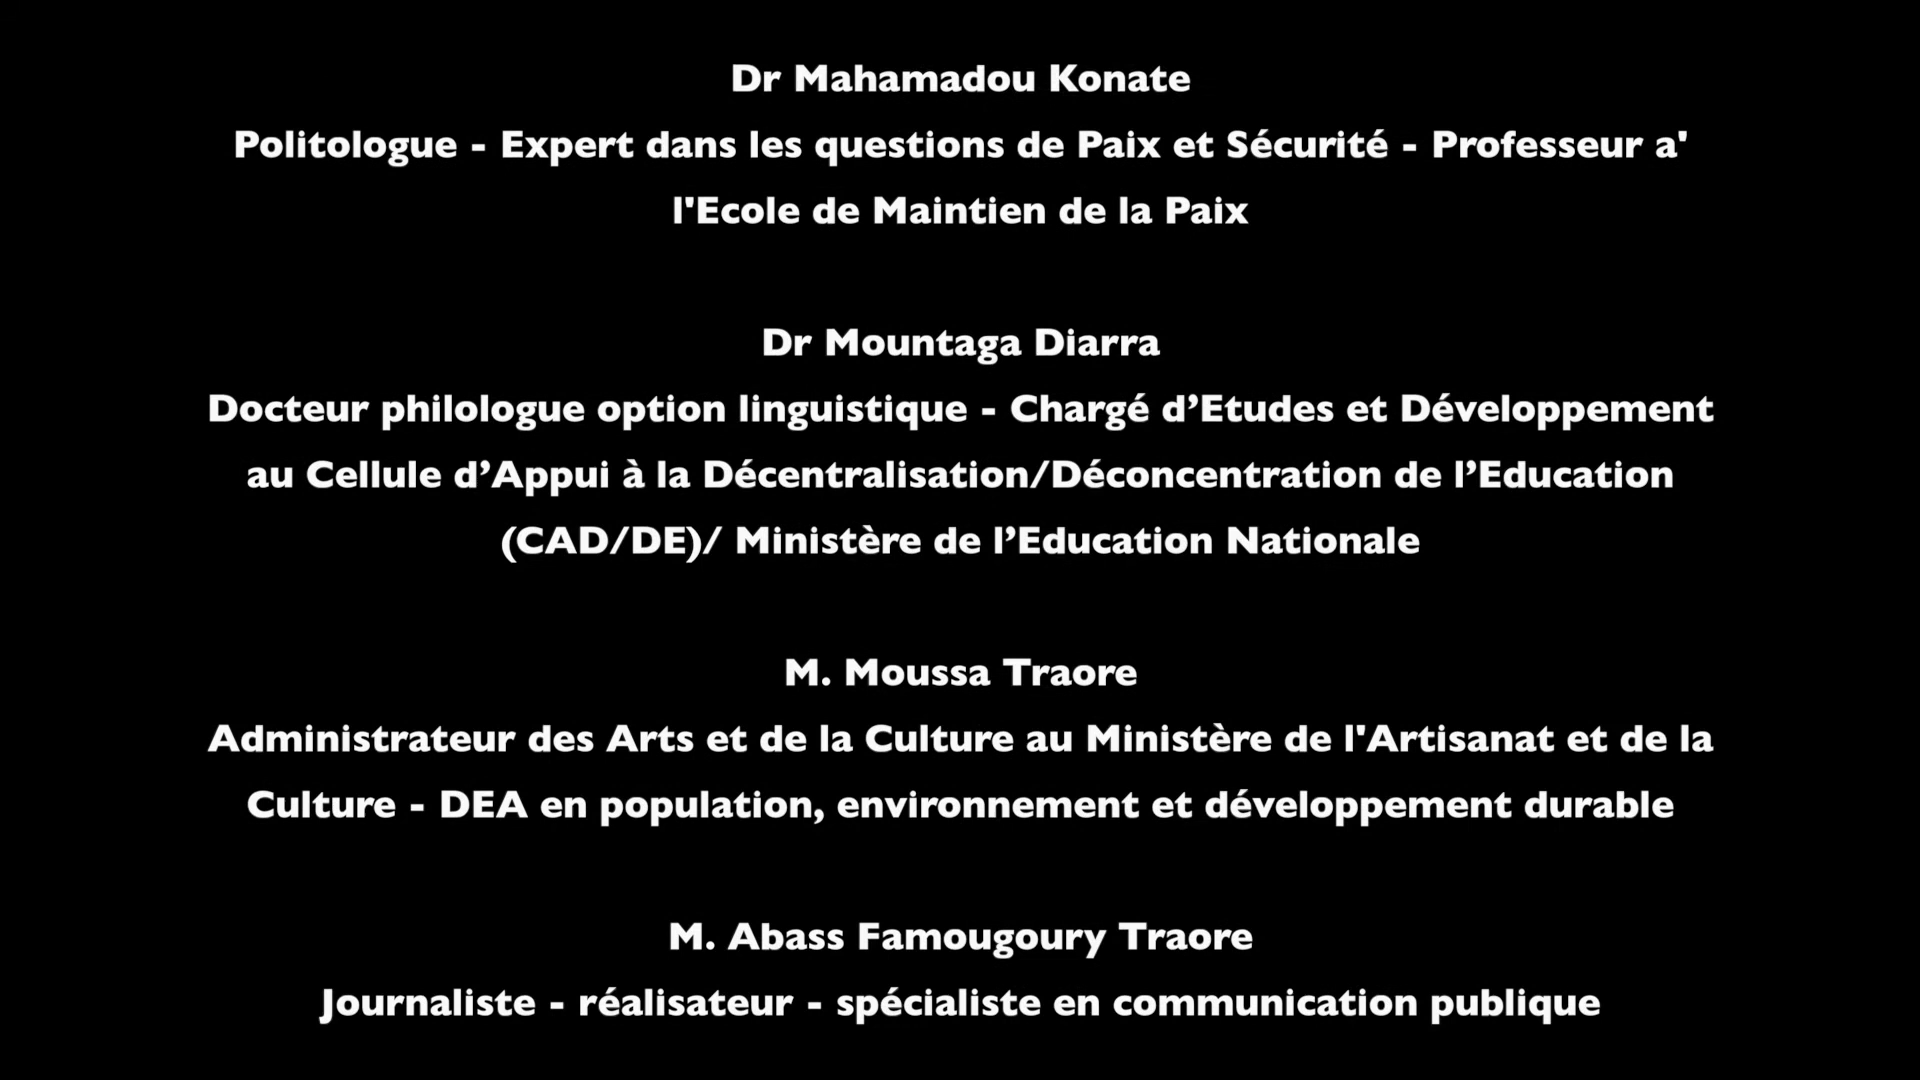 Dr Mahamadou Konate
Politologue - Expert dans les questions de Paix et Sécurité - Professeur a'
l'Ecole de Maintien de la Paix
Dr Mountaga Diarra
Docteur philologue option linguistique - Chargé d’Etudes et Développement
au Cellule d’Appui à la Décentralisation/Déconcentration de l’Education
(CAD/DE)/ Ministère de l’Education Nationale
M. Moussa Traore
Administrateur des Arts et de la Culture au Ministère de l'Artisanat et de la
Culture - DEA en population, environnement et développement durable
M. Abass Famougoury Traore
Journaliste - réalisateur - spécialiste en communication publique